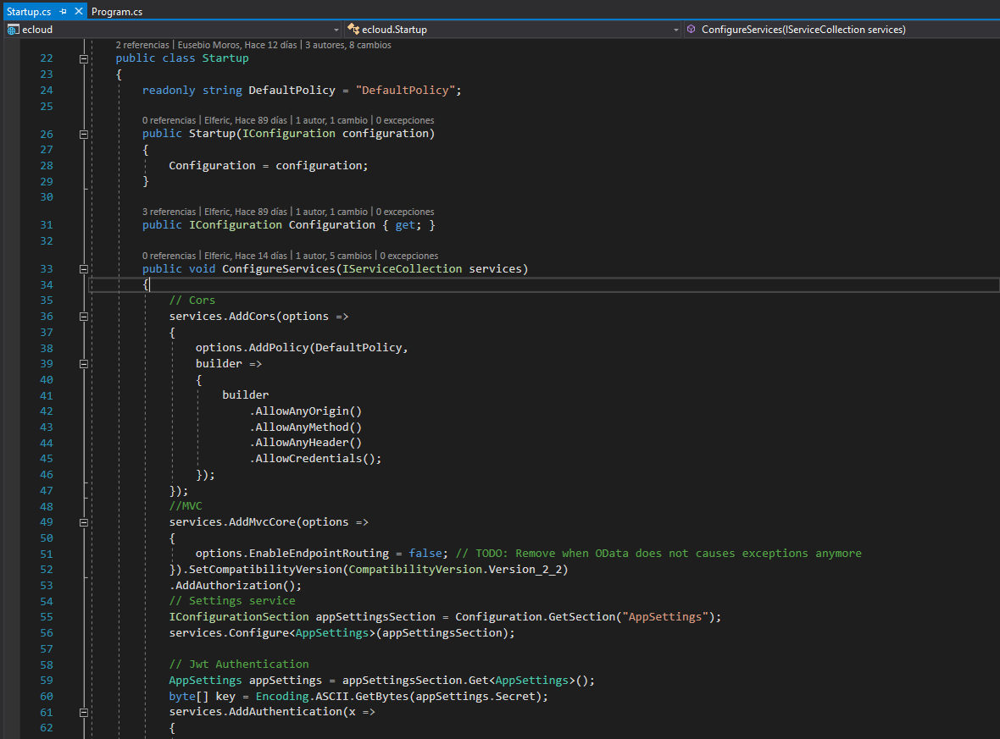 Startup.cs Program.cs
ecloud ecloud.Startup ConfigureServices(IServiceCollection services)
2 referencias | Eusebio Moros, Hace 12 días | 3 autores, 8 cambios
22 public class Startup
23 {
24 readonly string DefaultPolicy = "DefaultPolicy";
25
0 referencias | Elferic, Hace 89 días | 1 autor, 1 cambio | 0 excepciones
26 public Startup(IConfiguration configuration)
27 {
28 Configuration = configuration;
29 }
30
3 referencias | Elferic, Hace 89 días | 1 autor, 1 cambio | 0 excepciones
31 public IConfiguration Configuration { get; }
32
0 referencias | Elferic, Hace 14 días | 1 autor, 5 cambios | 0 excepciones
33 public void ConfigureServices(IServiceCollection services)
34 {
35 // Cors
36 services.AddCors(options =>
37 {
38 options.AddPolicy(DefaultPolicy,
39 builder =>
40 {
41 builder
42 .AllowAnyOrigin()
43 .AllowAnyMethod()
44 .AllowAnyHeader()
45 .AllowCredentials();
46 });
47 });
48 //MVC
49 services.AddMvcCore(options =>
50 {
51 options.EnableEndpointRouting = false; // TODO: Remove when OData does not causes exceptions anymore
52 }).SetCompatibilityVersion(CompatibilityVersion.Version_2_2)
53 .AddAuthorization();
54 // Settings service
55 IConfigurationSection appSettingsSection = Configuration.GetSection("AppSettings");
56 services.Configure<AppSettings>(appSettingsSection);
57
58 // Jwt Authentication
59 AppSettings appSettings = appSettingsSection.Get<AppSettings>();
60 byte[] key = Encoding.ASCII.GetBytes(appSettings.Secret);
61 services.AddAuthentication(x =>
62 {